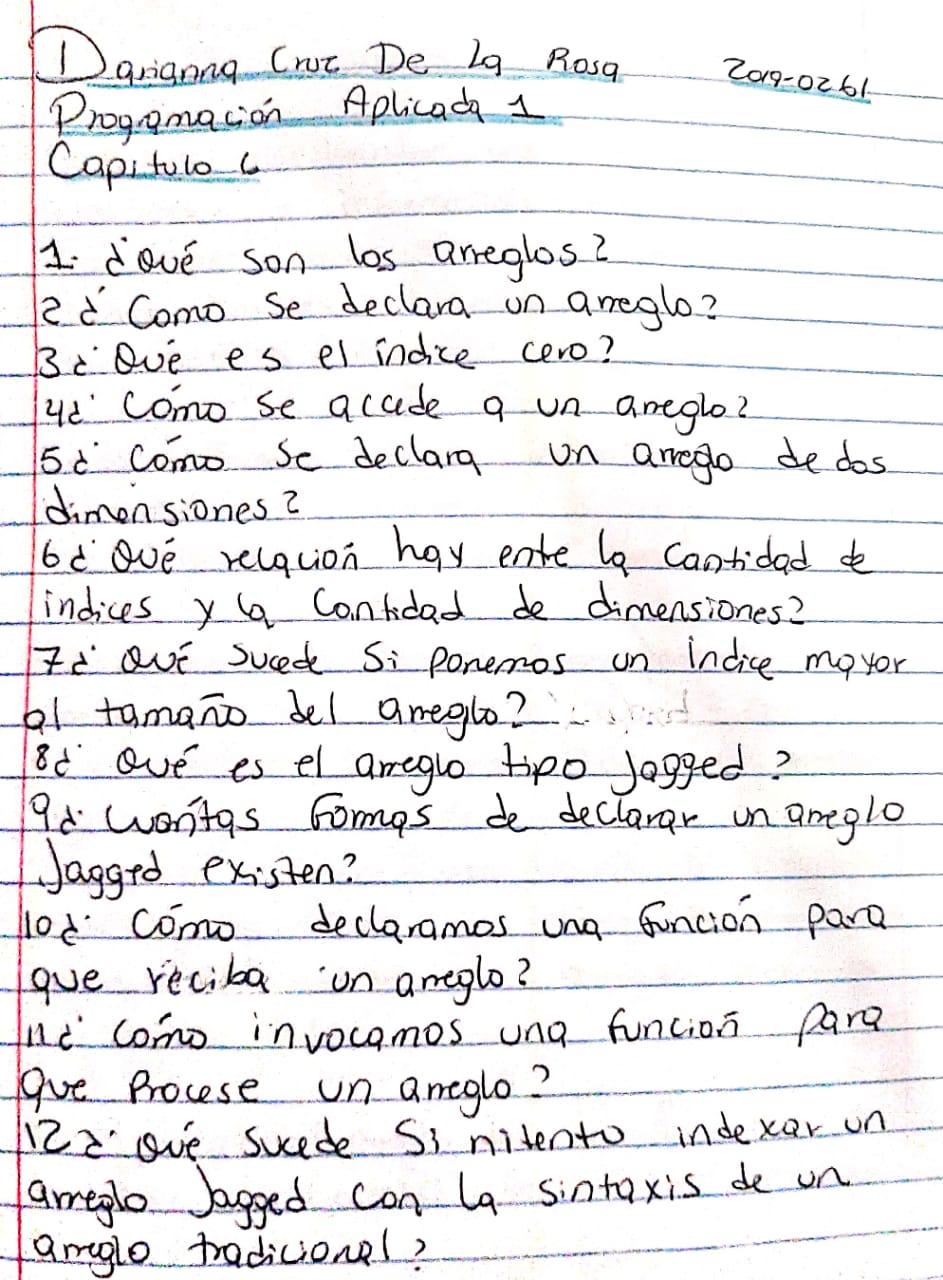 Darianna Cruz De La Rosa 2019-0261
Programación Aplicada 1
Capitulo 6
1. ¿Qué son los arreglos?
2 ¿Como se declara un arreglo?
3 ¿Qué es el índice cero?
4 ¿Cómo se accede a un arreglo?
5 ¿Cómo se declara un arreglo de dos
dimensiones?
6 ¿Qué relación hay ente la cantidad de
indices y la cantidad de dimensiones?
7 ¿Qué sucede si ponemos un índice mayor
al tamaño del arreglo?
8 ¿Qué es el arreglo tipo Jagged?
9 ¿Cuántas formas de declarar un arreglo
Jagged existen?
10 ¿Cómo declaramos una función para
que reciba un arreglo?
11 ¿Cómo invocamos una función para
que Procese un arreglo?
12 ¿Qué sucede Si nitento indexar un
arreglo Jagged con la sintaxis de un
arreglo tradicional?